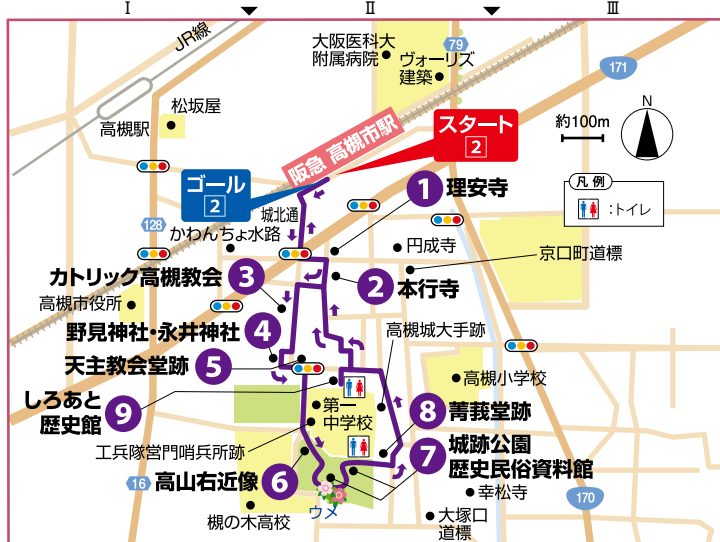 I
II
III
JR線
大阪医科大
附属病院
ヴォーリズ
建築
79
171
松坂屋
高槻駅
阪急 高槻市駅
スタート
2
約100m
N
凡例
:トイレ
ゴール
2
城北通
1 理安寺
128
かわんちょ水路
円成寺
京口町道標
カトリック高槻教会 3
2 本行寺
高槻市役所
野見神社・永井神社 4
高槻城大手跡
天主教会堂跡 5
高槻小学校
しろあと
歴史館 9
第一
中学校
8 菁莪堂跡
工兵隊営門哨兵所跡
7 城跡公園
歴史民俗資料館
16
高山右近像 6
幸松寺
170
ウメ
槻の木高校
大塚口
道標